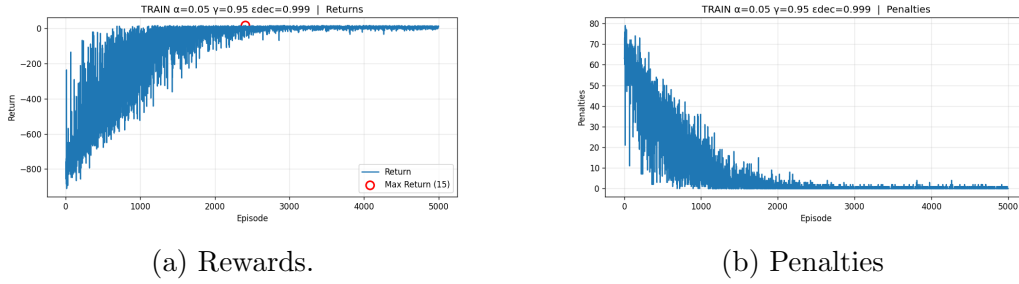 TRAIN α=0.05 γ=0.95 εdec=0.999 | Returns
0
−200
−400
−600
−800
Return
0 1000 2000 3000 4000 5000
Episode
Return
Max Return (15)
(a) Rewards.
TRAIN α=0.05 γ=0.95 εdec=0.999 | Penalties
80
70
60
50
40
30
20
10
0
Penalties
0 1000 2000 3000 4000 5000
Episode
(b) Penalties